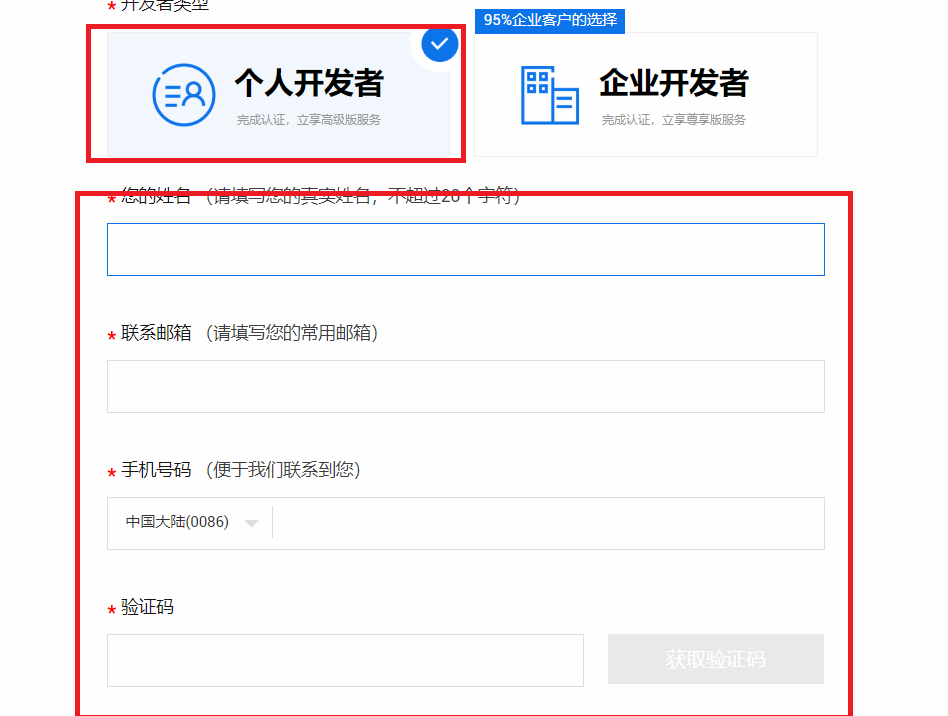 * 开发者类型
95%企业客户的选择
个人开发者
完成认证，立享高级版服务
企业开发者
完成认证，立享尊享版服务
* 您的姓名 （请填写您的真实姓名，不超过20个字符）
* 联系邮箱 （请填写您的常用邮箱）
* 手机号码 （便于我们联系到您）
中国大陆(0086)
* 验证码
获取验证码